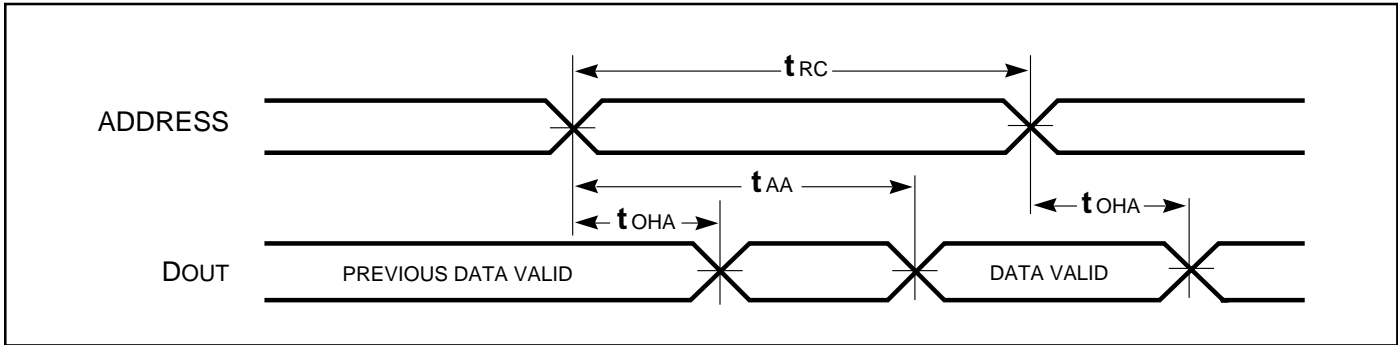 tRC
ADDRESS
tAA
tOHA
tOHA
DOUT
PREVIOUS DATA VALID
DATA VALID